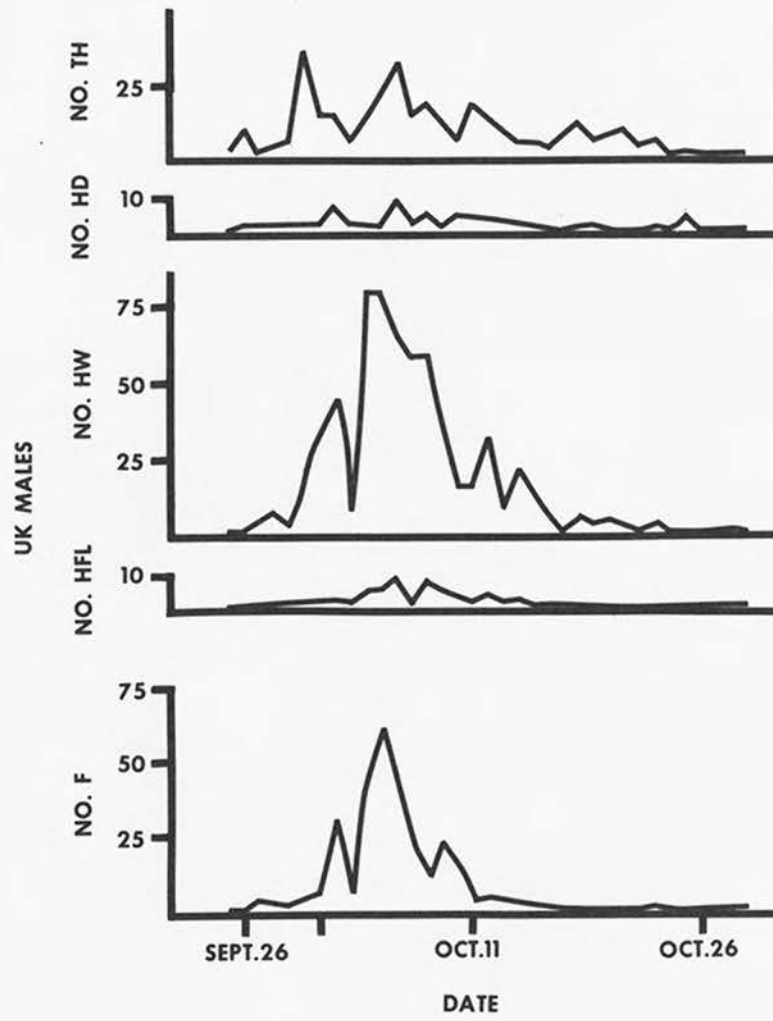 NO. TH
25
NO. HD
10
UK MALES
NO. HW
75
50
25
NO. HFL
10
NO. F
75
50
25
SEPT.26
OCT.11
OCT.26
DATE